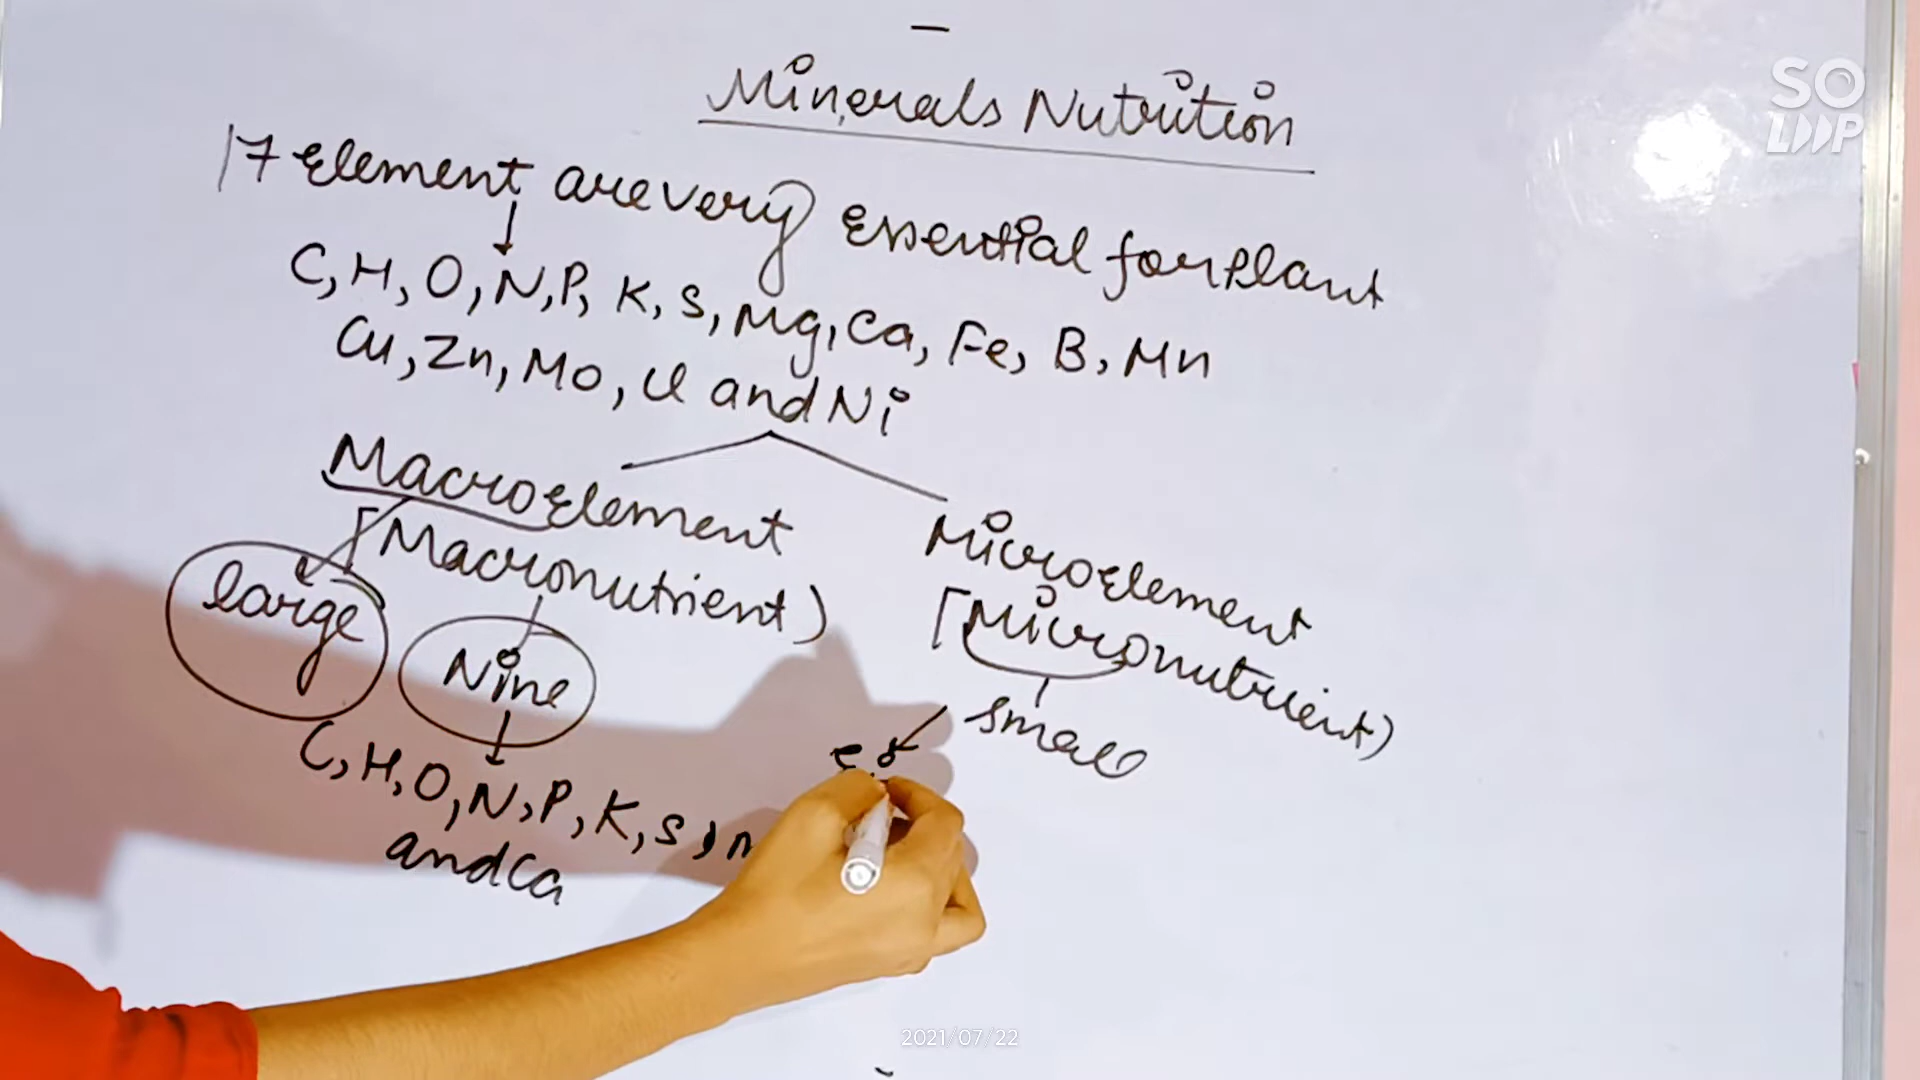 Minerals Nutrition
17 Element are very Essential for Plant
C, H, O, N, P, K, S, Mg, Ca, Fe, B, Mn
Cu, Zn, Mo, Cl and Ni
Macroelement
[Macronutrient)
large
Nine
C, H, O, N, P, K, S,
and Ca
Microelement
[Micronutrient)
small
SO
LOOP
2021/07/22